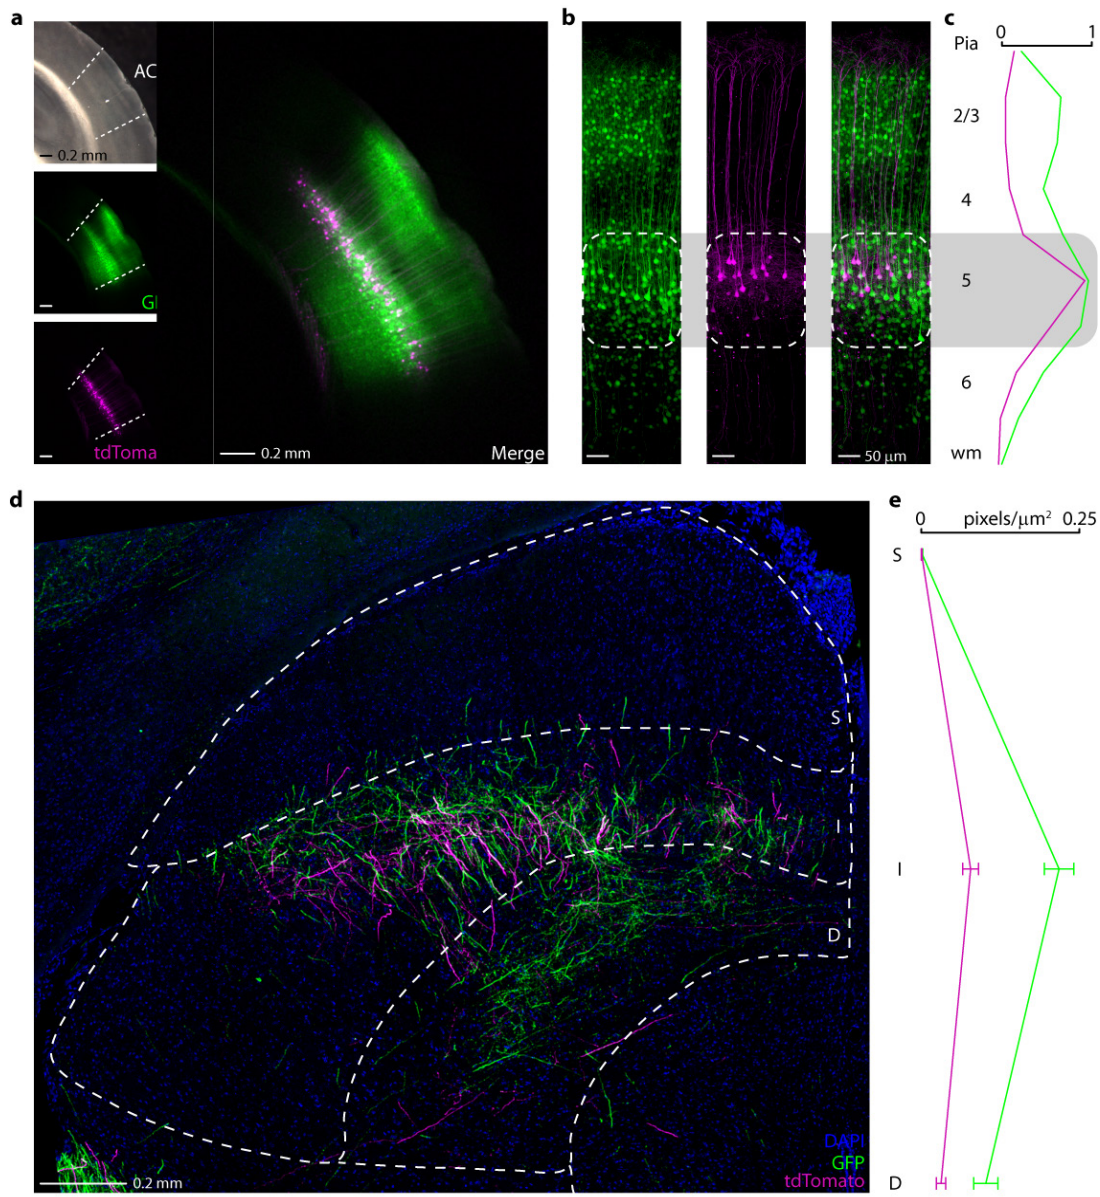 a
AC
0.2 mm
Gl
tdToma
0.2 mm
Merge
b
50 μm
c
0
1
Pia
2/3
4
5
6
wm
d
S
I
D
DAPI
GFP
tdTomato
0.2 mm
e
0 pixels/μm² 0.25
S
I
D